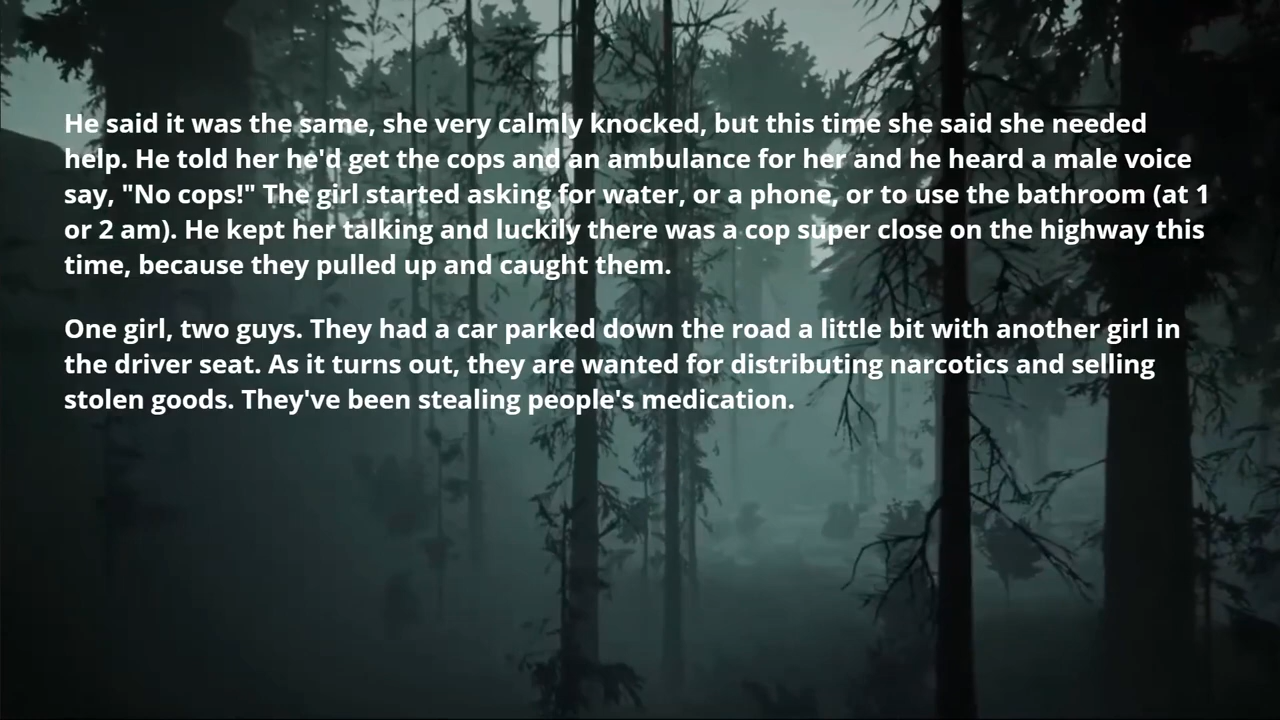 He said it was the same, she very calmly knocked, but this time she said she needed
help. He told her he'd get the cops and an ambulance for her and he heard a male voice
say, "No cops!" The girl started asking for water, or a phone, or to use the bathroom (at 1
or 2 am). He kept her talking and luckily there was a cop super close on the highway this
time, because they pulled up and caught them.
One girl, two guys. They had a car parked down the road a little bit with another girl in
the driver seat. As it turns out, they are wanted for distributing narcotics and selling
stolen goods. They've been stealing people's medication.